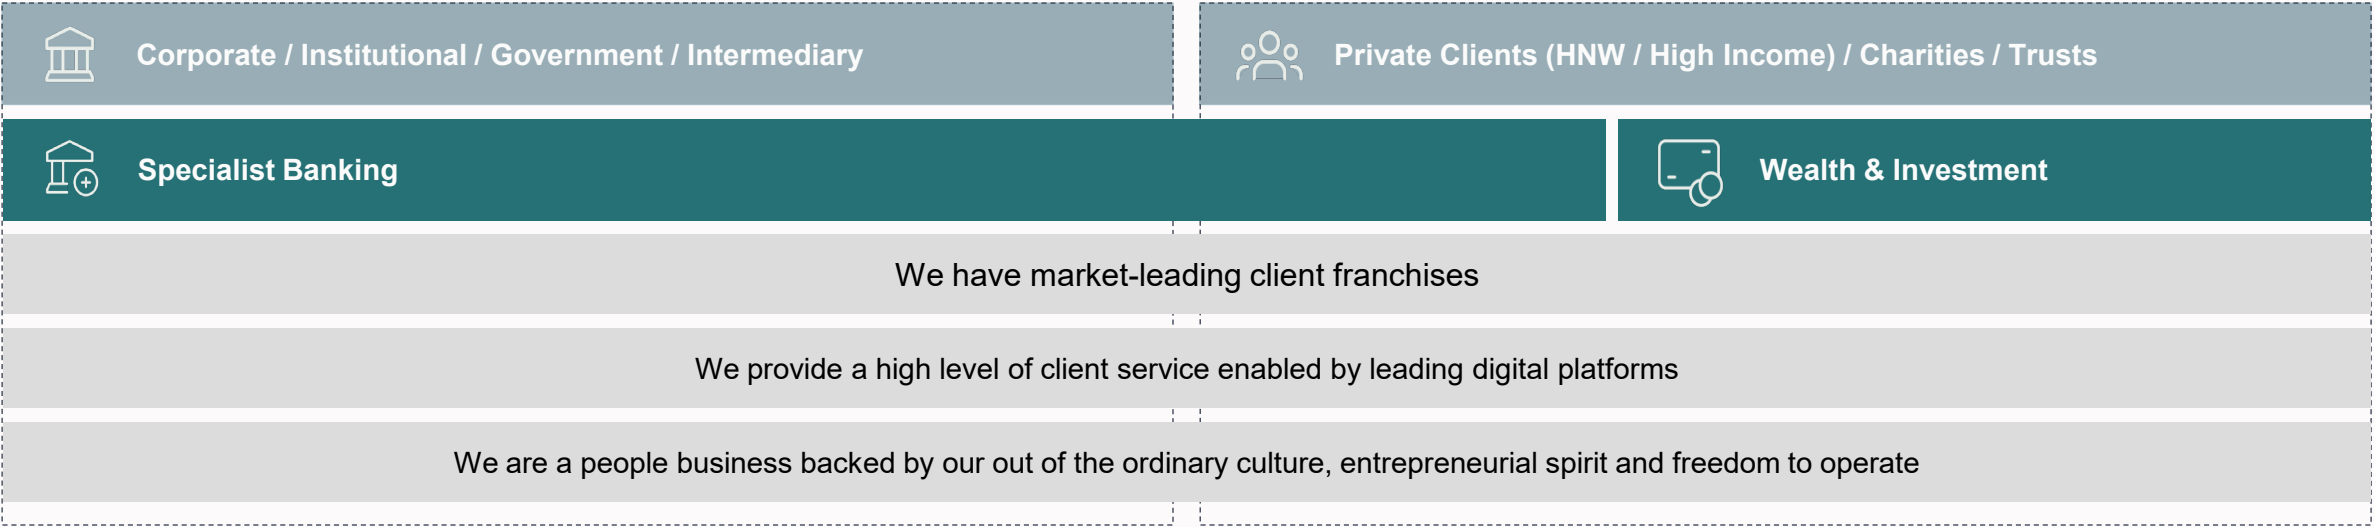 Corporate / Institutional / Government / Intermediary
Private Clients (HNW / High Income) / Charities / Trusts
Specialist Banking
Wealth & Investment
We have market-leading client franchises
We provide a high level of client service enabled by leading digital platforms
We are a people business backed by our out of the ordinary culture, entrepreneurial spirit and freedom to operate